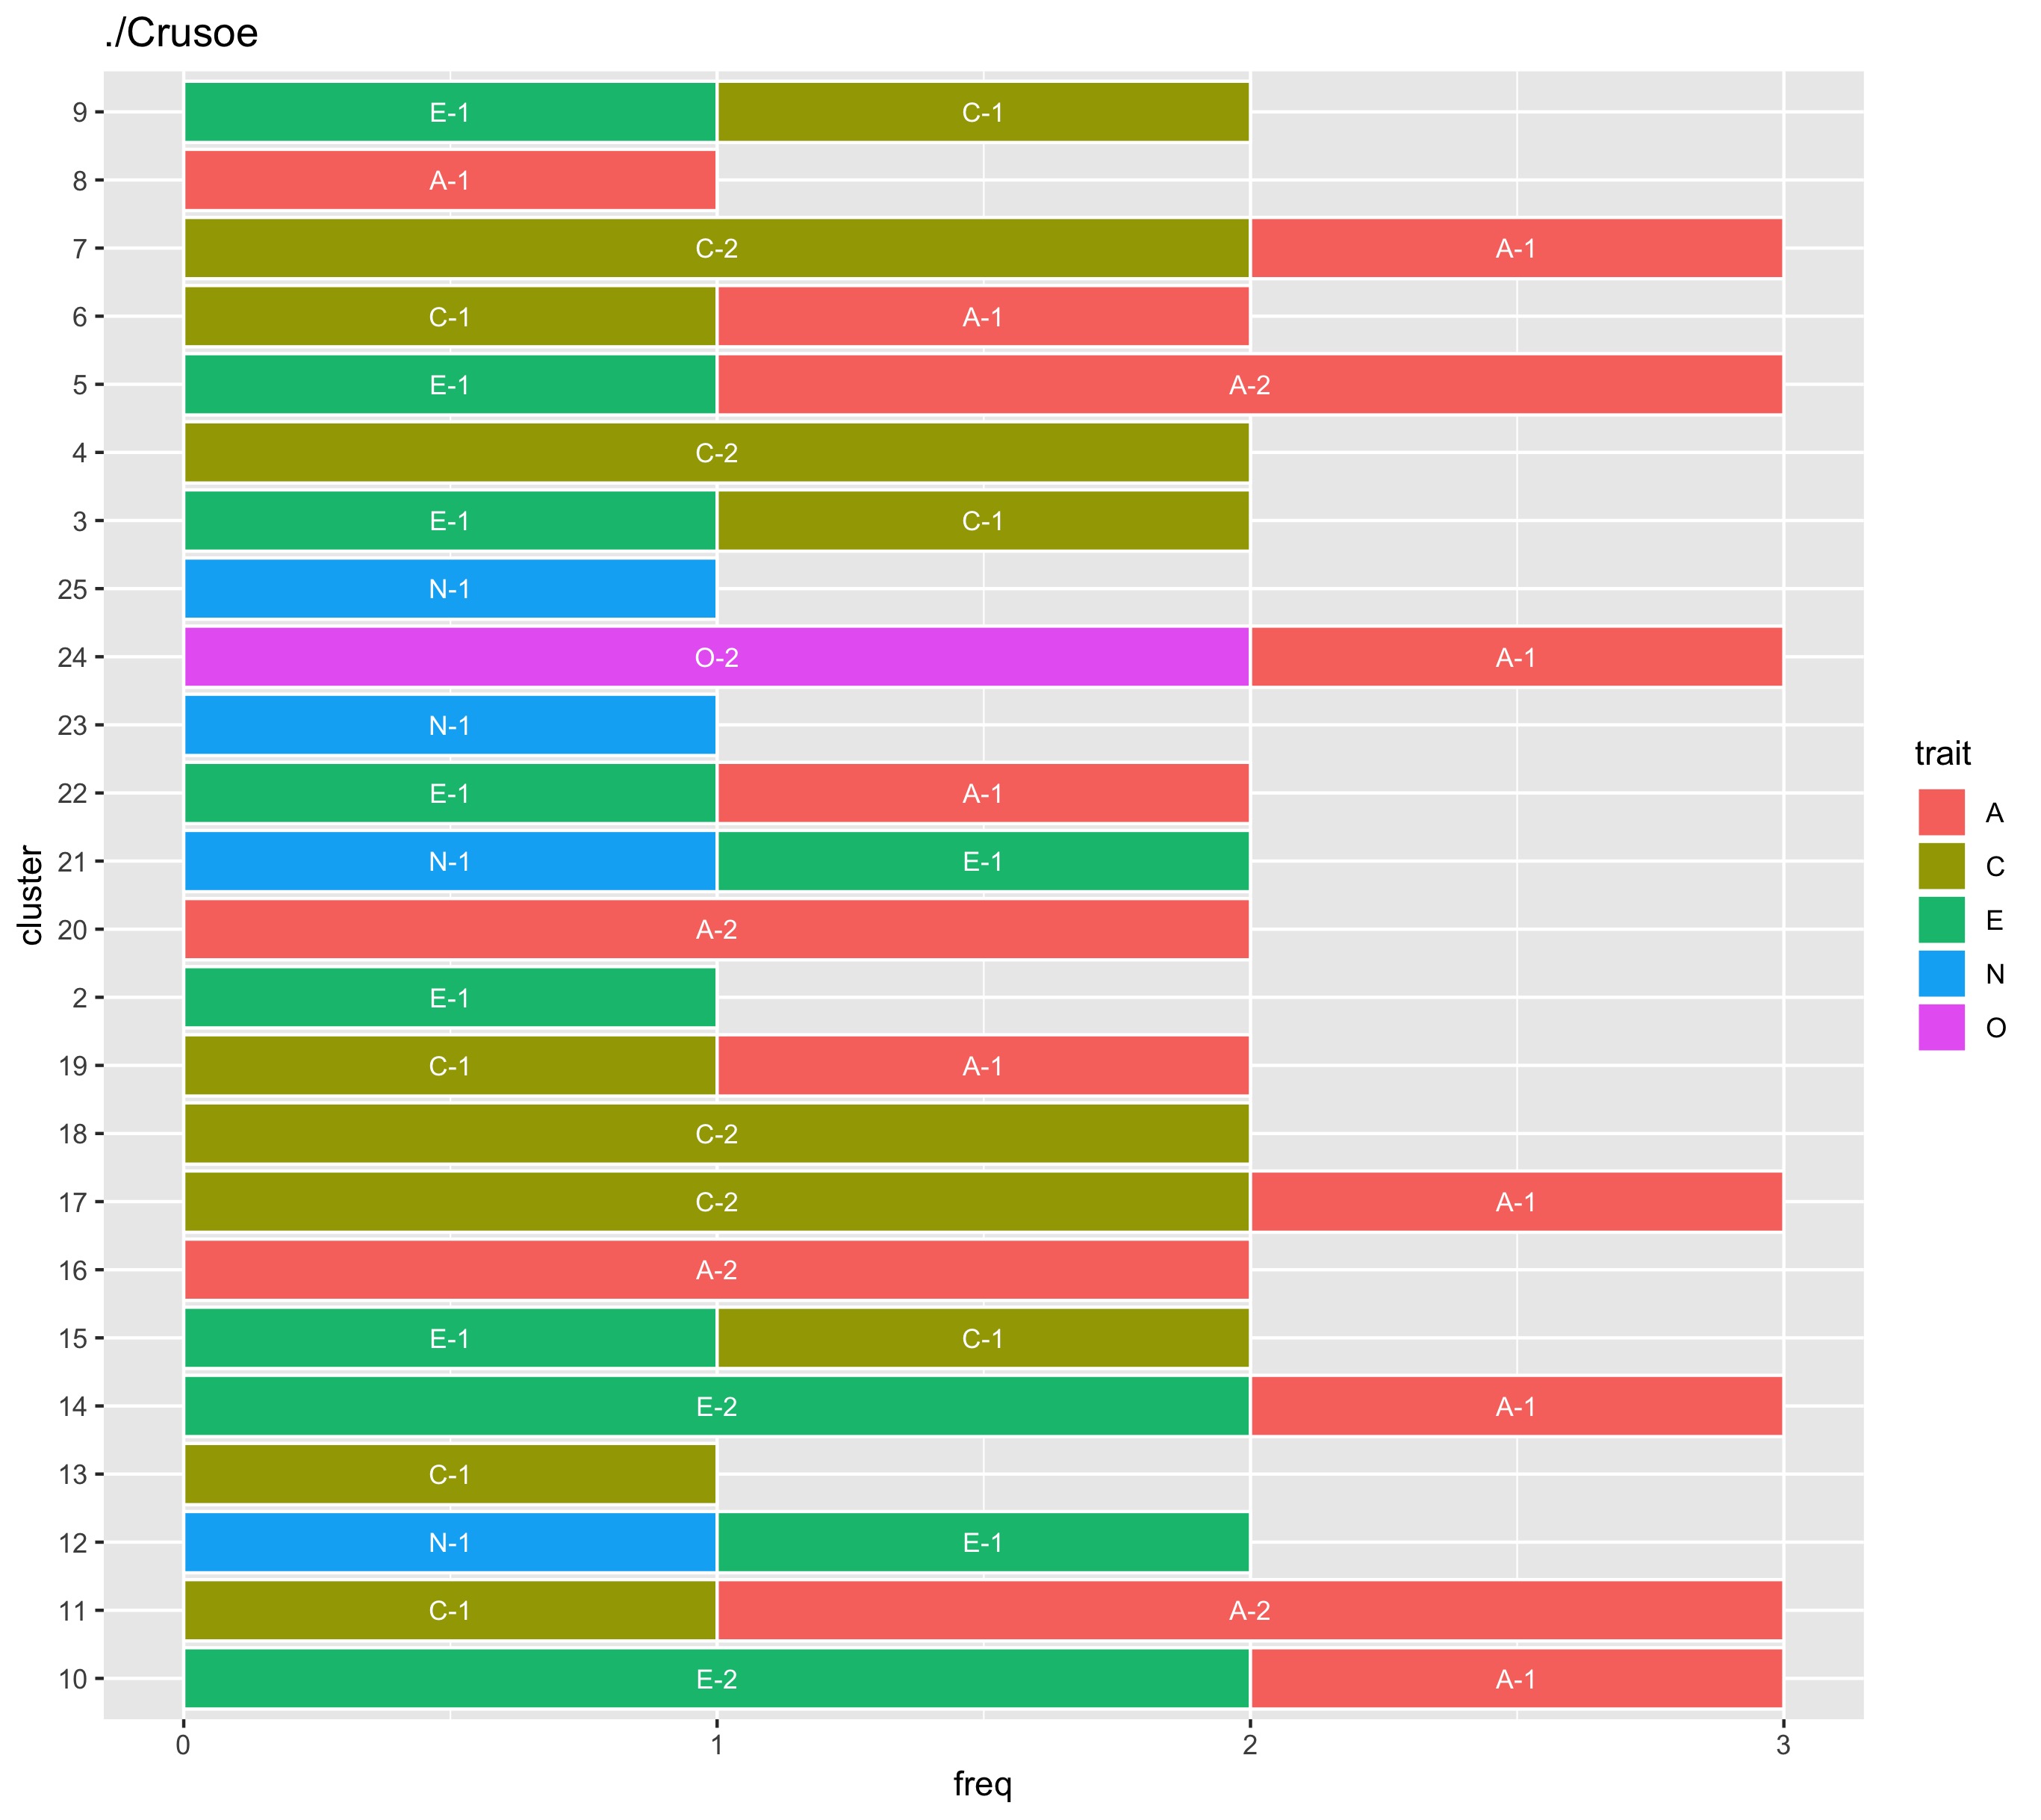 ./Crusoe
9 E-1 C-1
8 A-1
7 C-2 A-1
6 C-1 A-1
5 E-1 A-2
4 C-2
3 E-1 C-1
25 N-1
24 O-2 A-1
23 N-1
22 E-1 A-1
21 N-1 E-1
20 A-2
2 E-1
19 C-1 A-1
18 C-2
17 C-2 A-1
16 A-2
15 E-1 C-1
14 E-2 A-1
13 C-1
12 N-1 E-1
11 C-1 A-2
10 E-2 A-1
0 1 2 3
freq
cluster
trait
A
C
E
N
O